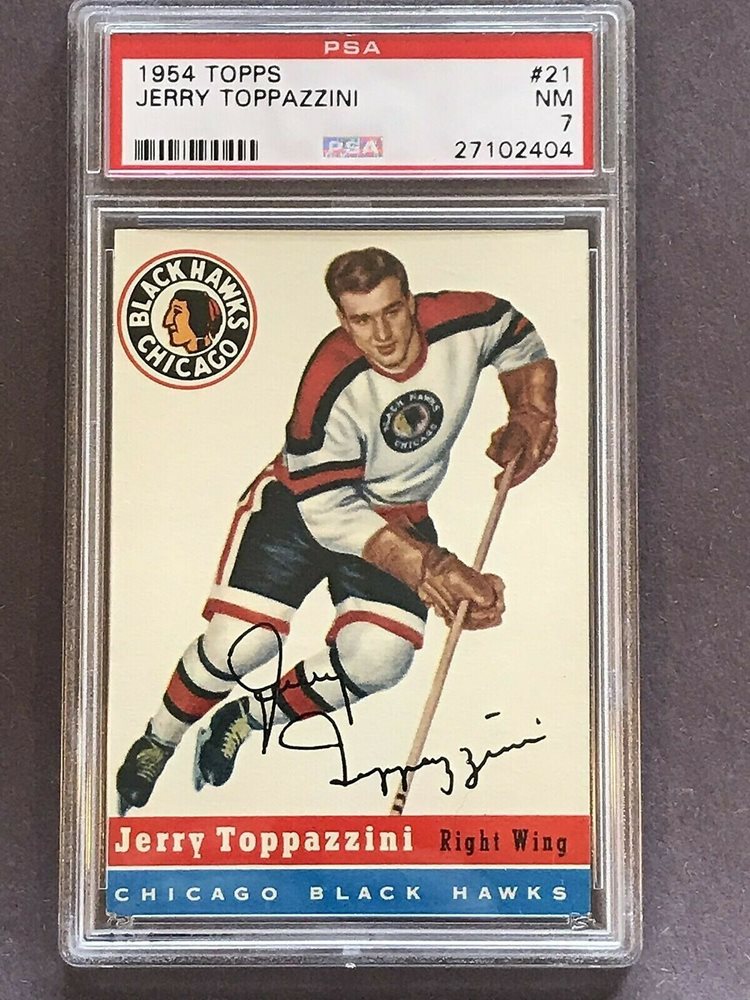 PSA
1954 TOPPS #21
JERRY TOPPAZZINI NM
7
PSA 27102404
BLACK HAWKS
CHICAGO
BLACK HAWKS
CHICAGO
Jerry
Toppazzini
Jerry Toppazzini Right Wing
CHICAGO BLACK HAWKS